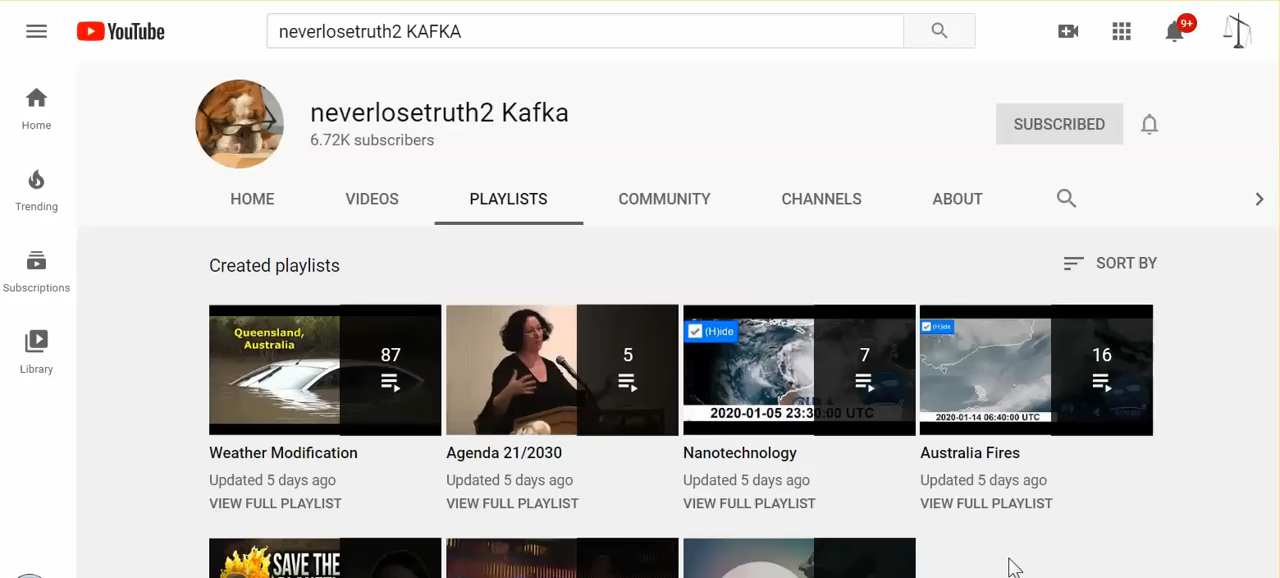 YouTube
neverlosetruth2 KAFKA
9+
Home
Trending
Subscriptions
Library
neverlosetruth2 Kafka
6.72K subscribers
SUBSCRIBED
HOME VIDEOS PLAYLISTS COMMUNITY CHANNELS ABOUT
Created playlists
SORT BY
Queensland,
Australia
87
5
(H)ide
7
2020-01-05 23:30:00 UTC
(H)ide
16
2020-01-14 06:40:00 UTC
Weather Modification
Updated 5 days ago
VIEW FULL PLAYLIST
Agenda 21/2030
Updated 5 days ago
VIEW FULL PLAYLIST
Nanotechnology
Updated 5 days ago
VIEW FULL PLAYLIST
Australia Fires
Updated 5 days ago
VIEW FULL PLAYLIST
SAVE THE